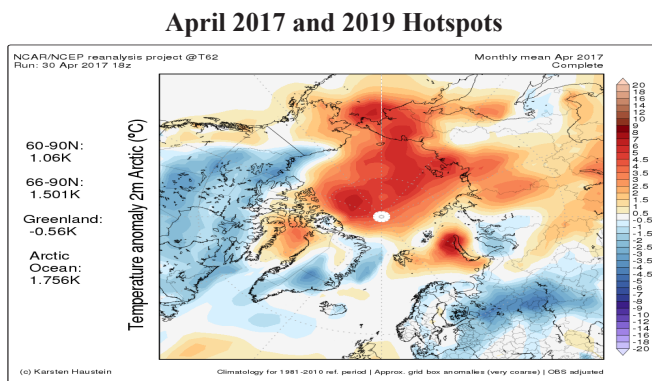 April 2017 and 2019 Hotspots
NCAR/NCEP reanalysis project @T62
Run: 30 Apr 2017 18z
Monthly mean Apr 2017
Complete
60-90N:
1.06K
66-90N:
1.501K
Greenland:
-0.56K
Arctic
Ocean:
1.756K
Temperature anomaly 2m Arctic (°C)
20
18
16
14
12
10
9
8
7
6
5
4.5
4
3.5
3
2.5
2
1.5
1
0.5
-0.5
-1
-1.5
-2
-2.5
-3
-3.5
-4
-4.5
-5
-6
-7
-8
-9
-10
-12
-14
-16
-18
-20
(c) Karsten Haustein
Climatology for 1981-2010 ref. period | Approx. grid box anomalies (very coarse) | OBS adjusted